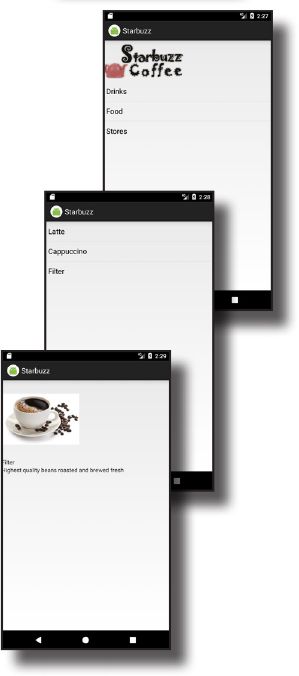 2:27
Starbuzz
Starbuzz
Coffee
Drinks
Food
Stores
2:28
Starbuzz
Latte
Cappuccino
Filter
2:29
Starbuzz
Filter
Highest quality beans roasted and brewed fresh